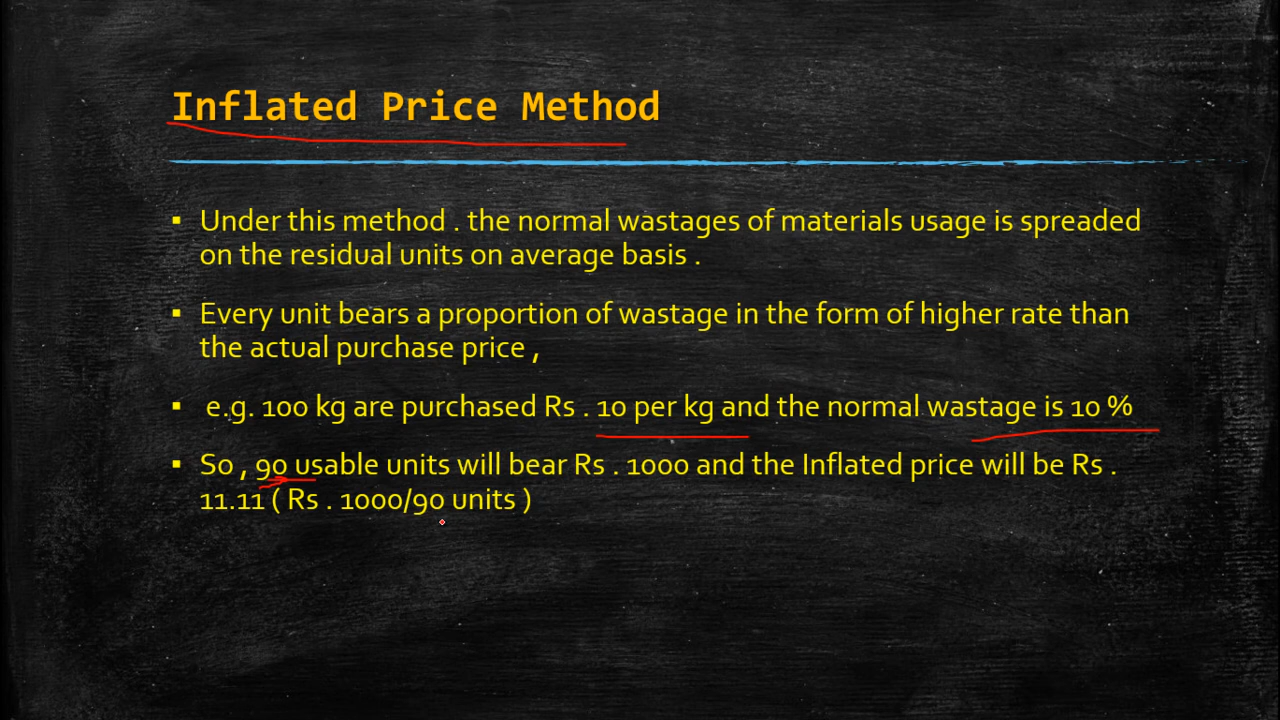 Inflated Price Method
▪ Under this method . the normal wastages of materials usage is spreaded
on the residual units on average basis .
▪ Every unit bears a proportion of wastage in the form of higher rate than
the actual purchase price ,
▪ e.g. 100 kg are purchased Rs . 10 per kg and the normal wastage is 10 %
▪ So , 90 usable units will bear Rs . 1000 and the Inflated price will be Rs .
11.11 ( Rs . 1000/90 units )